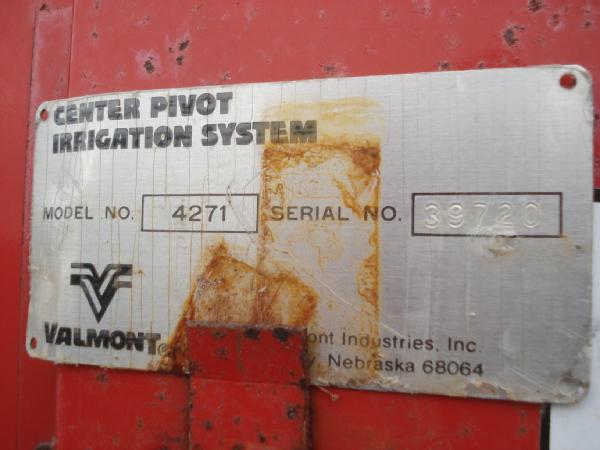 CENTER PIVOT
IRRIGATION SYSTEM
MODEL NO. 4271 SERIAL NO. 39720
VALMONT®
ont Industries, Inc.
y, Nebraska 68064